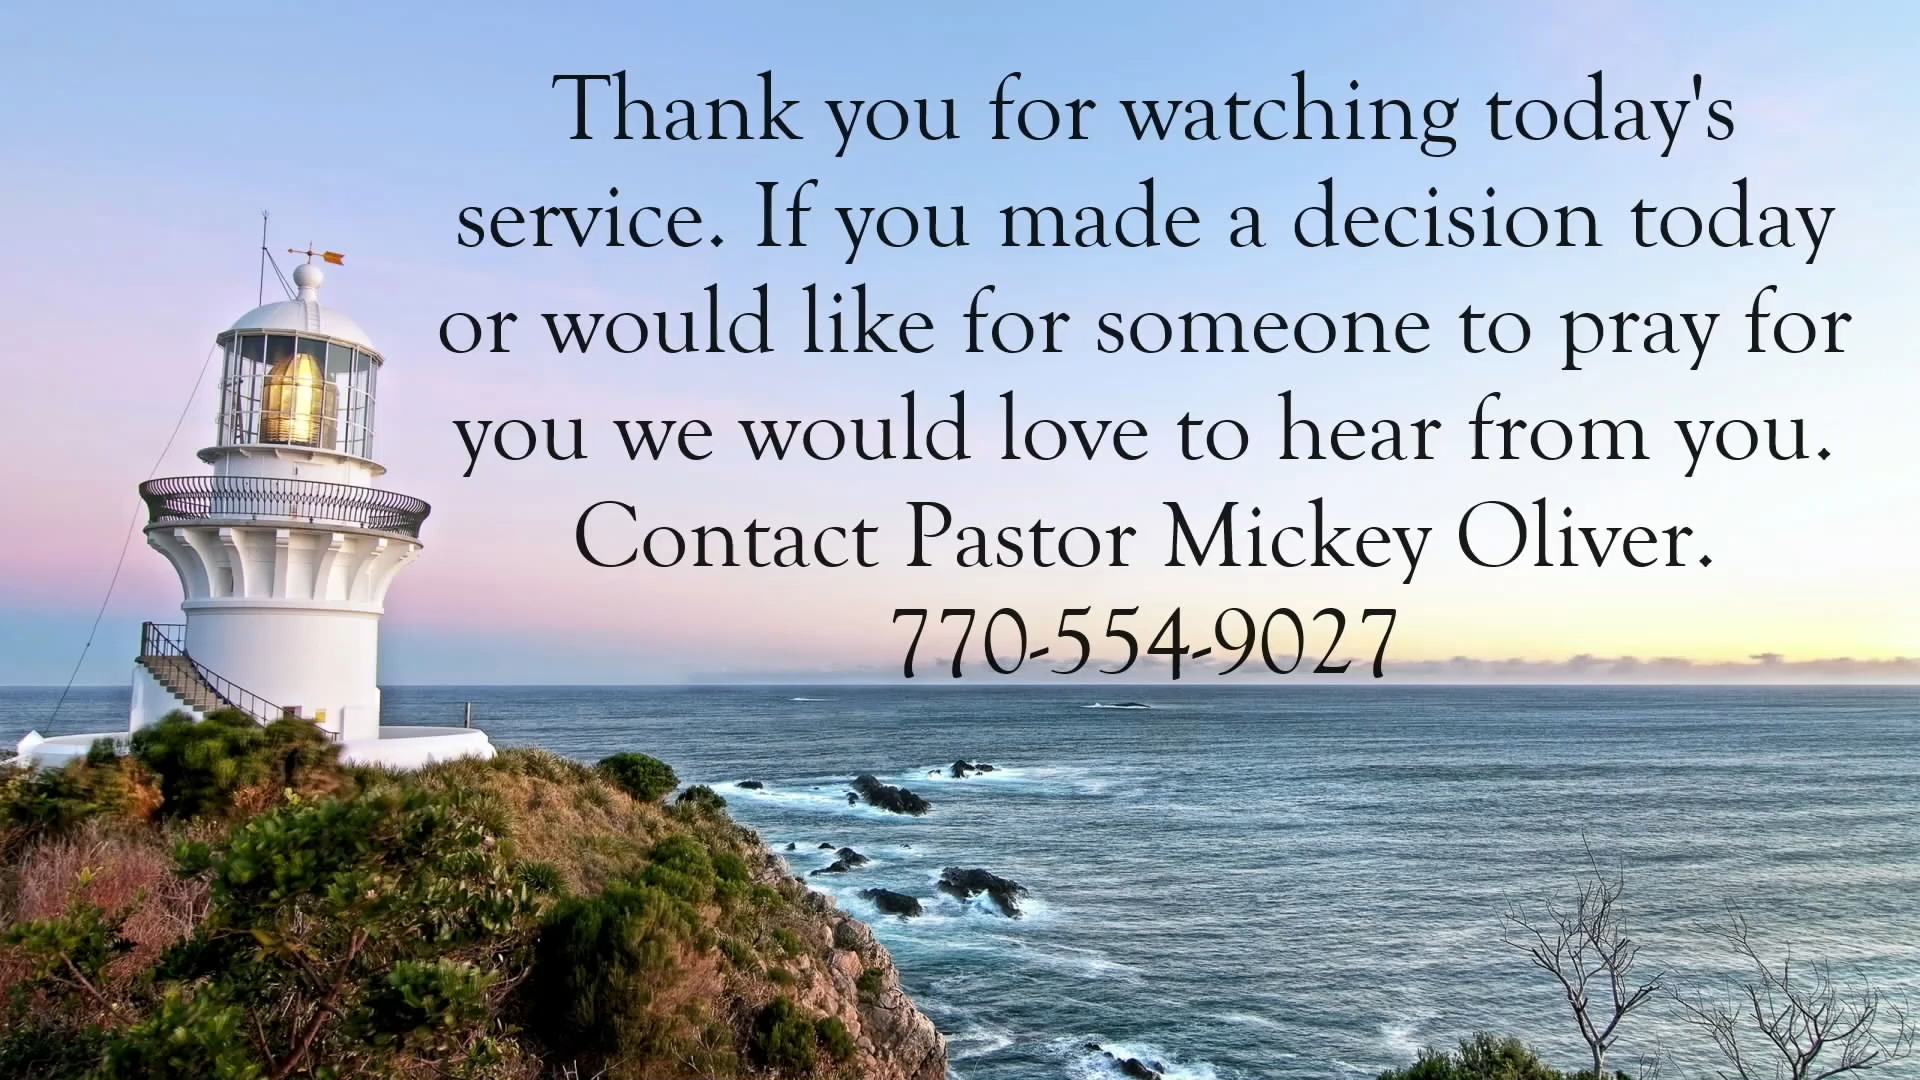 Thank you for watching today's
service. If you made a decision today
or would like for someone to pray for
you we would love to hear from you.
Contact Pastor Mickey Oliver.
770-554-9027